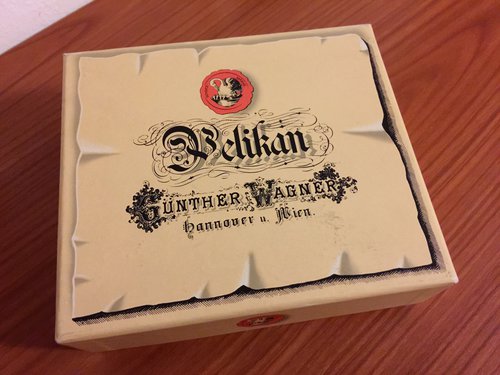 Pelikan
GÜNTHER WAGNER
Hannover u. Wien.